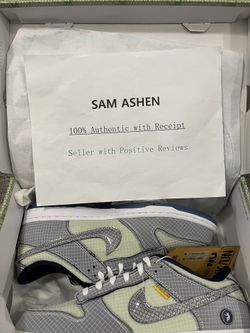 SAM ASHEN
100% Authentic with Receipt
Seller with Positive Reviews